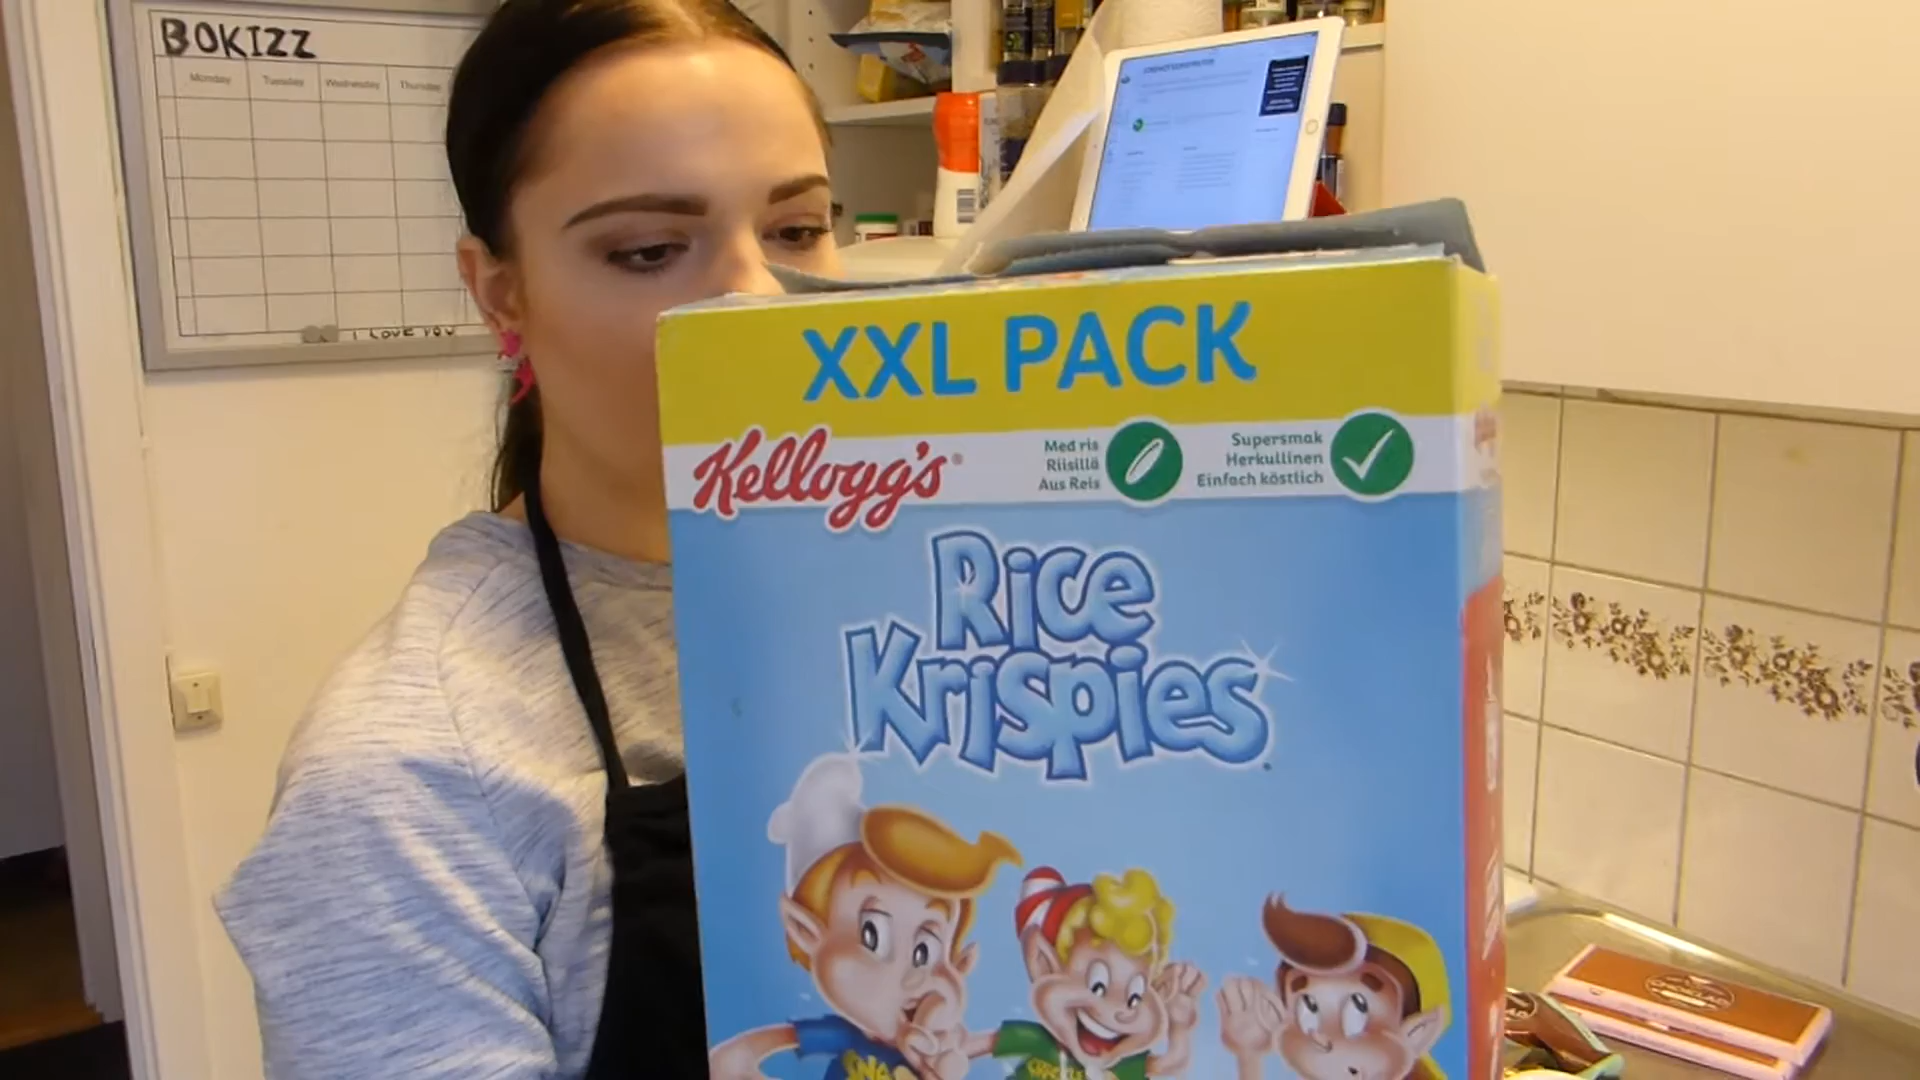 BOKIZZ
Monday Tuesday Wednesday Thursday
I LOVE YOU
XXL PACK
Kellogg's®
Med ris
Riisillä
Aus Reis
Supersmak
Herkullinen
Einfach köstlich
Rice
Krispies